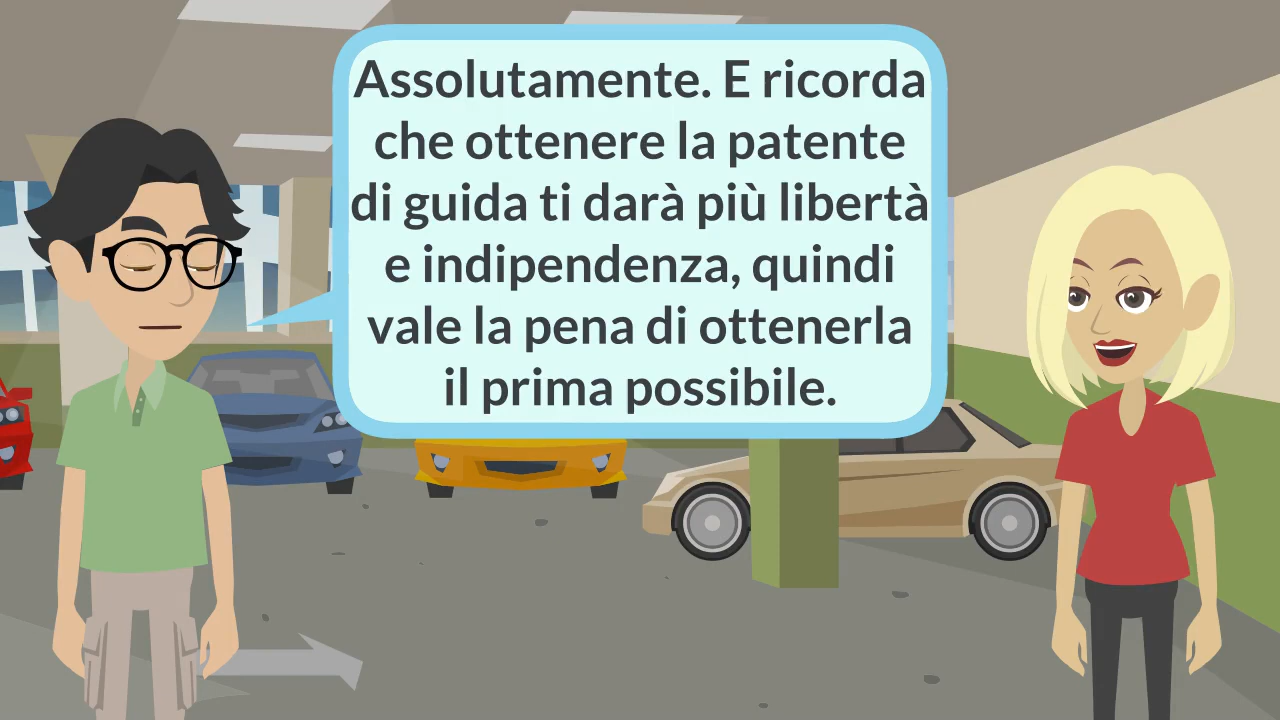 Assolutamente. E ricorda
che ottenere la patente
di guida ti darà più libertà
e indipendenza, quindi
vale la pena di ottenerla
il prima possibile.